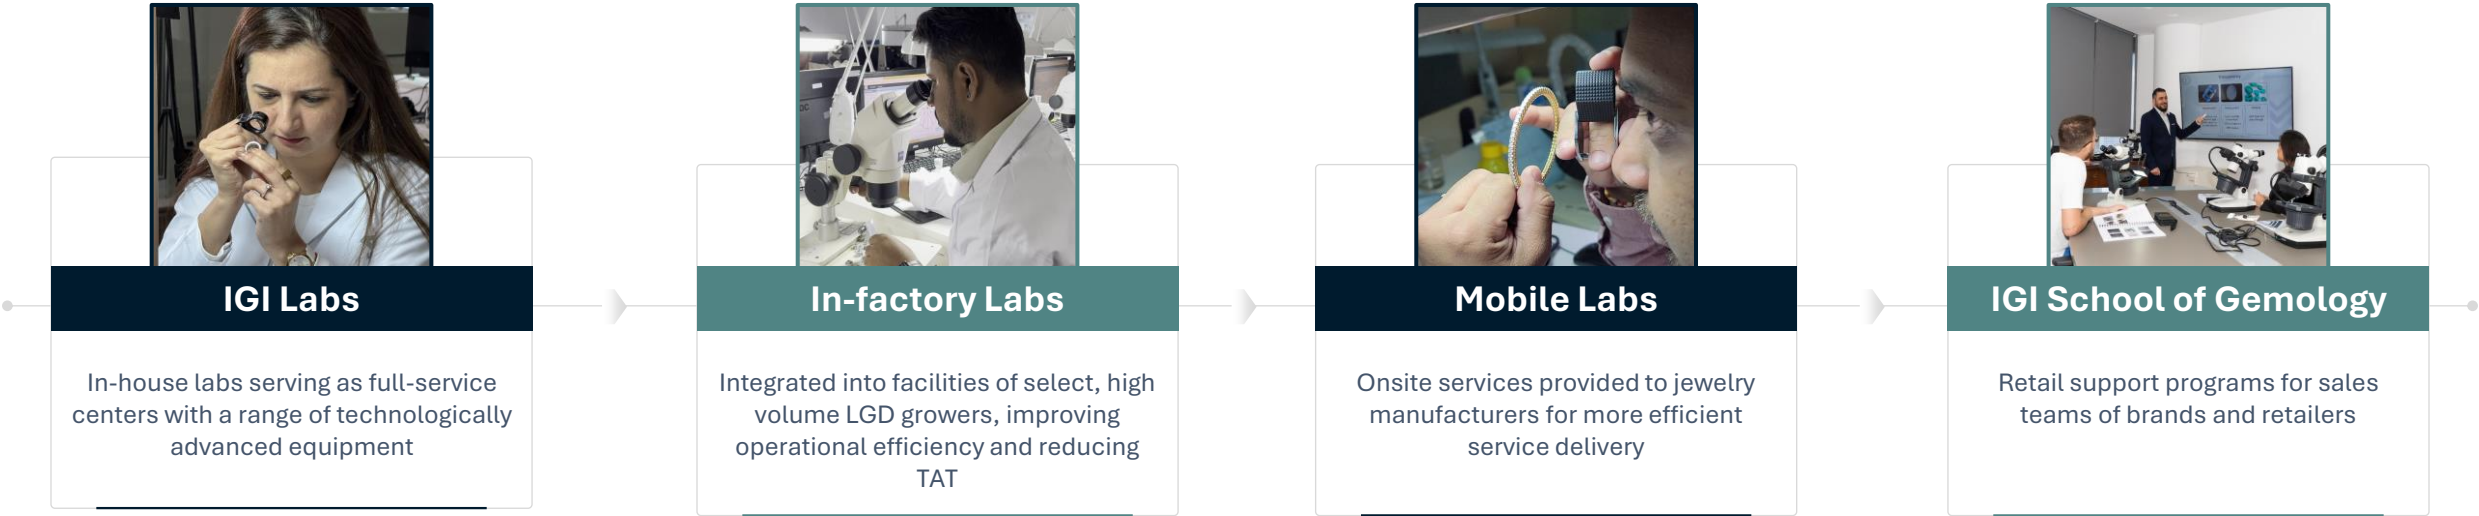 IGI Labs
In-house labs serving as full-service
centers with a range of technologically
advanced equipment
In-factory Labs
Integrated into facilities of select, high
volume LGD growers, improving
operational efficiency and reducing
TAT
Mobile Labs
Onsite services provided to jewelry
manufacturers for more efficient
service delivery
IGI School of Gemology
Retail support programs for sales
teams of brands and retailers